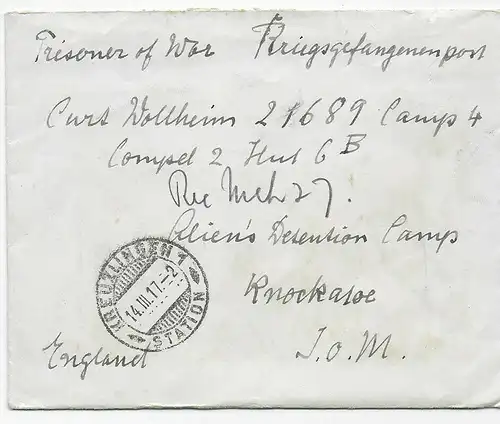 Prisoner of War Kriegsgefangenenpost
Curt Wollheim 21689 Camp 4
Compd 2 Hut 6 B
Rec Mch 27.
Alien's Detention Camp
Knockaloe
I.o.M.
England
KREUZLINGEN 1
14.III.17.-2
STATION